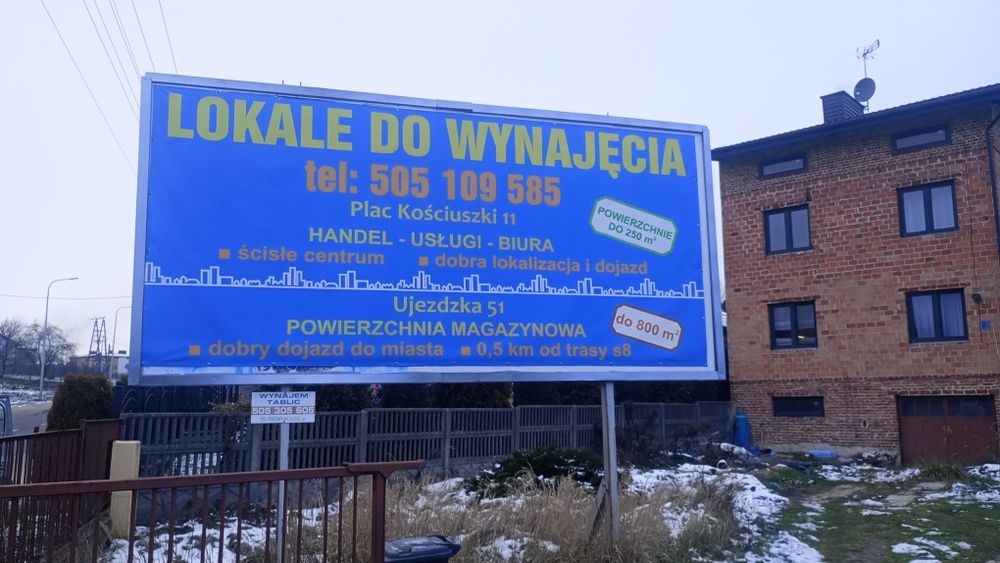 LOKALE DO WYNAJĘCIA
tel: 505 109 585
Plac Kościuszki 11
HANDEL - USŁUGI - BIURA
▪ ścisłe centrum ▪ dobra lokalizacja i dojazd
POWIERZCHNIE
DO 250 m²
Ujezdzka 51
POWIERZCHNIA MAGAZYNOWA
▪ dobry dojazd do miasta ▪ 0,5 km od trasy s8
do 800 m²
WYNAJEM
TABLIC
505 305 605